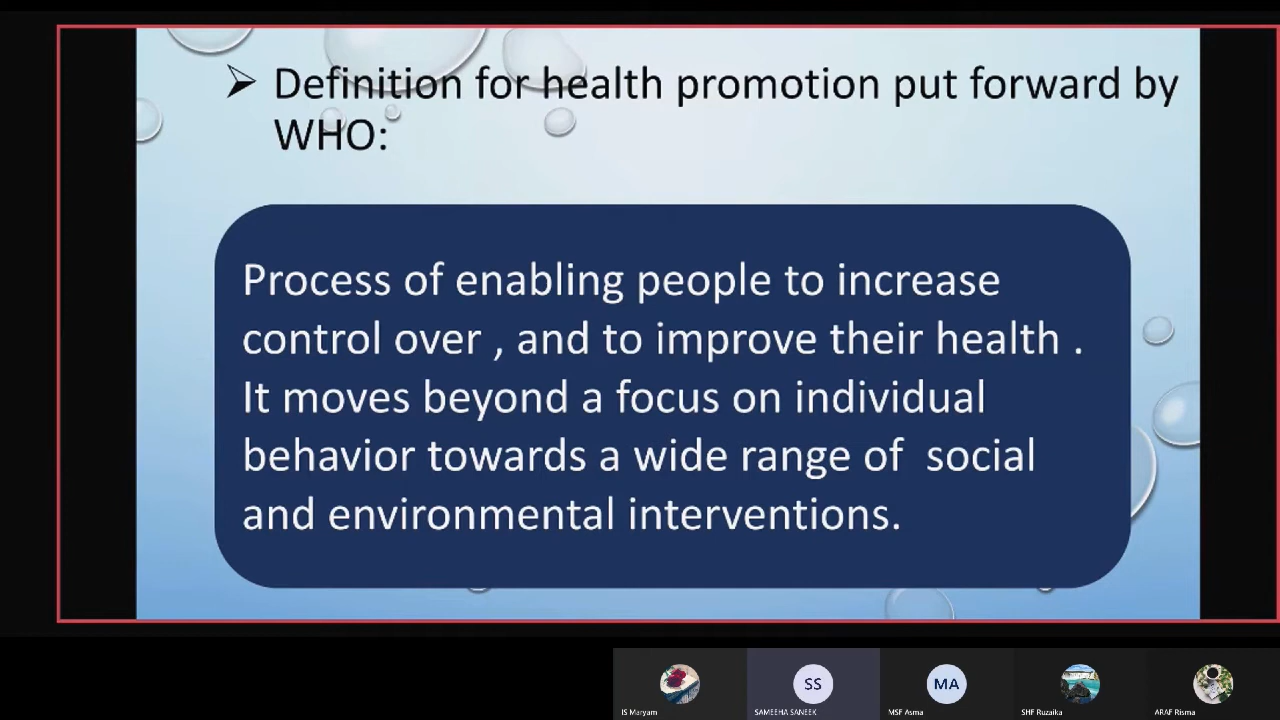 Definition for health promotion put forward by
WHO:
Process of enabling people to increase
control over , and to improve their health .
It moves beyond a focus on individual
behavior towards a wide range of  social
and environmental interventions.
SS
MA
IS Maryam
SAMEEHA SANEEK
MSF Asma
SHF Ruzaika
ARAF Risma